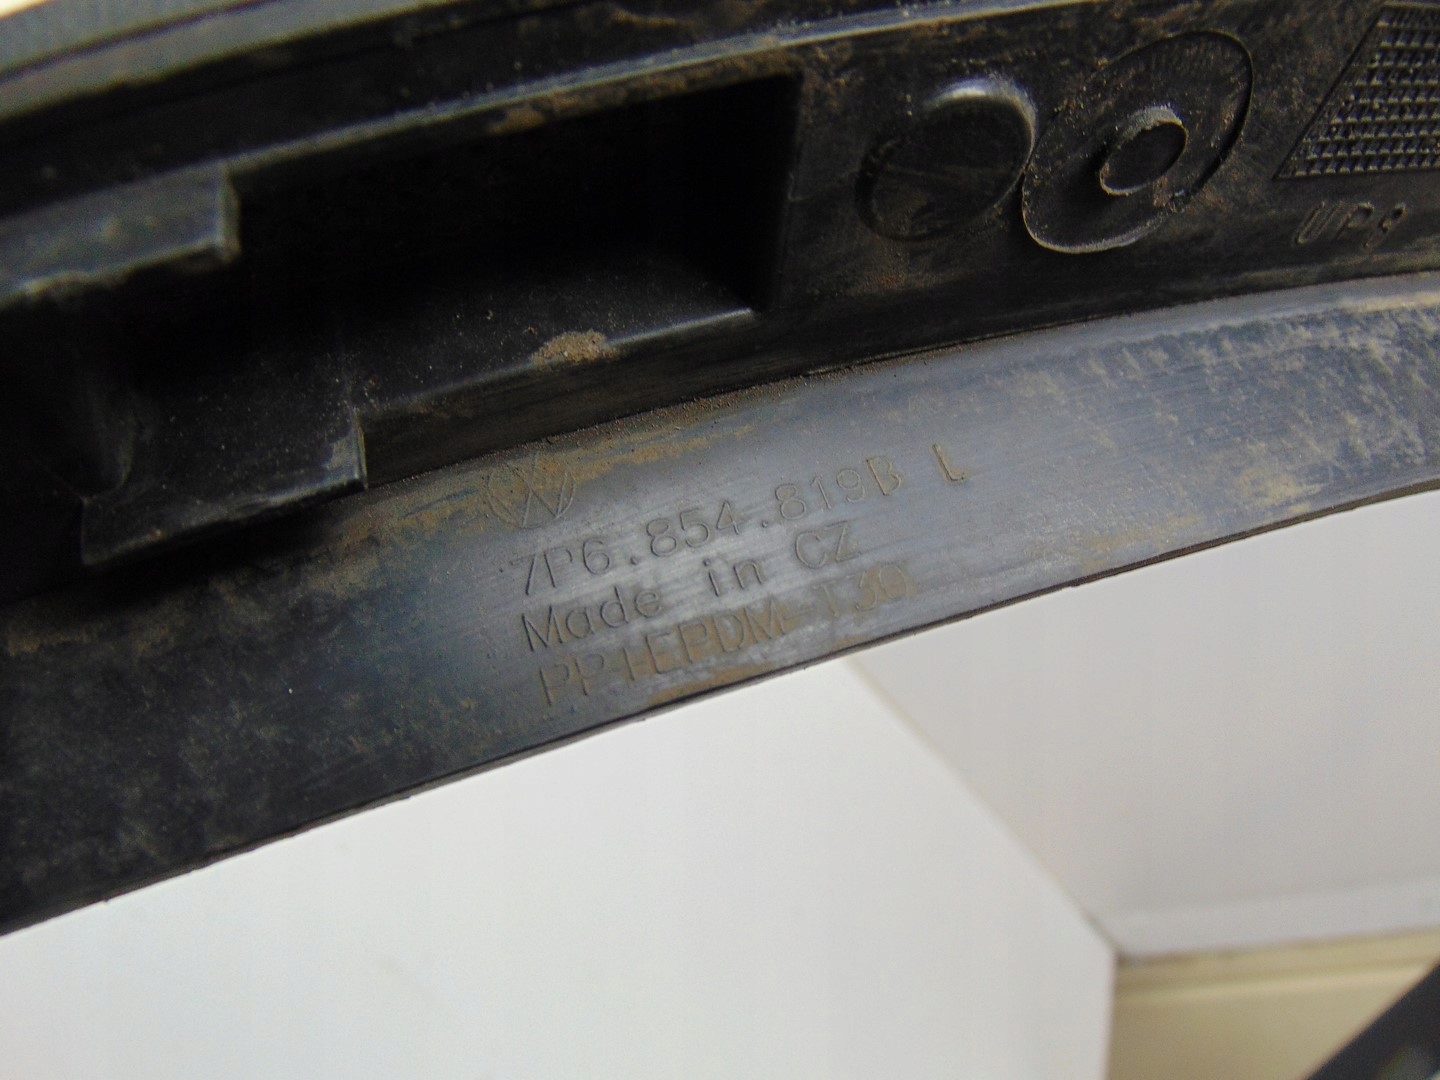 7P6.854.819B L
Made in CZ
PP+EPDM-T30